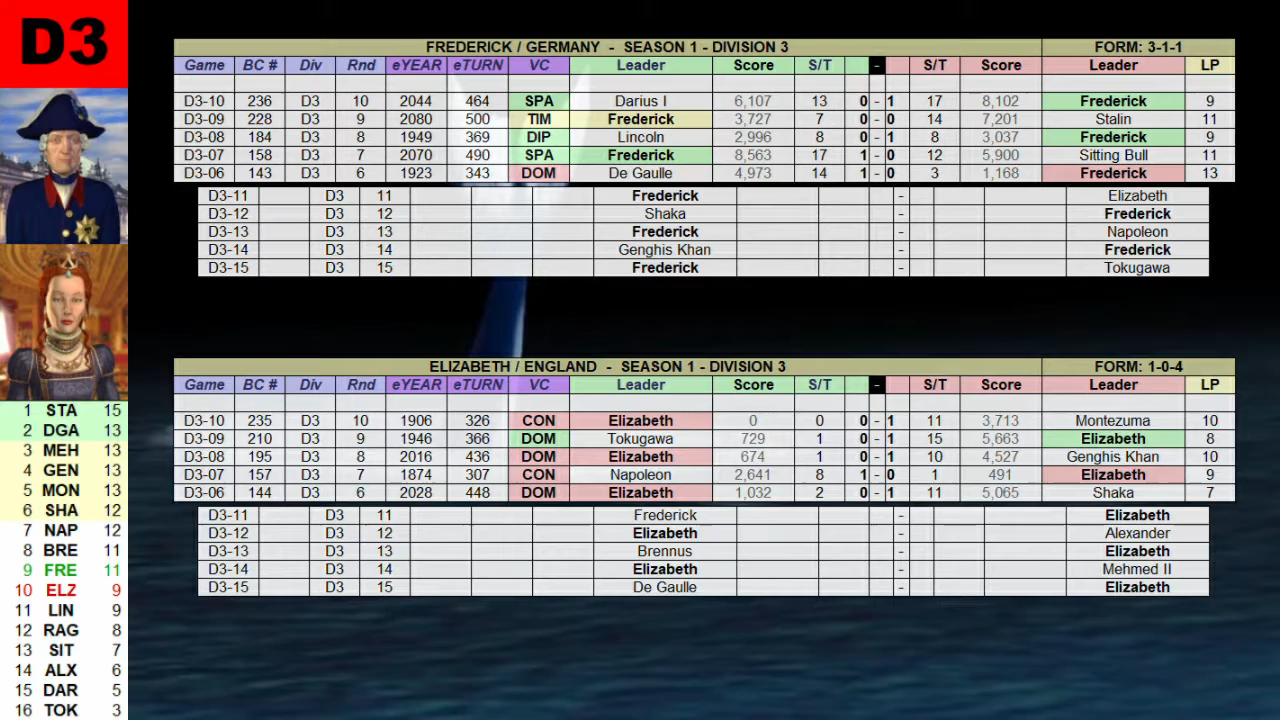 D3
FREDERICK / GERMANY - SEASON 1 - DIVISION 3 FORM: 3-1-1
Game BC # Div Rnd eYEAR eTURN VC Leader Score S/T - S/T Score Leader LP
D3-10 236 D3 10 2044 464 SPA Darius I 6,107 13 0 - 1 17 8,102 Frederick 9
D3-09 228 D3 9 2080 500 TIM Frederick 3,727 7 0 - 0 14 7,201 Stalin 11
D3-08 184 D3 8 1949 369 DIP Lincoln 2,996 8 0 - 1 8 3,037 Frederick 9
D3-07 158 D3 7 2070 490 SPA Frederick 8,563 17 1 - 0 12 5,900 Sitting Bull 11
D3-06 143 D3 6 1923 343 DOM De Gaulle 4,973 14 1 - 0 3 1,168 Frederick 13
D3-11 D3 11 Frederick - Elizabeth
D3-12 D3 12 Shaka - Frederick
D3-13 D3 13 Frederick - Napoleon
D3-14 D3 14 Genghis Khan - Frederick
D3-15 D3 15 Frederick - Tokugawa
ELIZABETH / ENGLAND - SEASON 1 - DIVISION 3 FORM: 1-0-4
Game BC # Div Rnd eYEAR eTURN VC Leader Score S/T - S/T Score Leader LP
D3-10 235 D3 10 1906 326 CON Elizabeth 0 0 0 - 1 11 3,713 Montezuma 10
D3-09 210 D3 9 1946 366 DOM Tokugawa 729 1 0 - 1 15 5,663 Elizabeth 8
D3-08 195 D3 8 2016 436 DOM Elizabeth 674 1 0 - 1 10 4,527 Genghis Khan 10
D3-07 157 D3 7 1874 307 CON Napoleon 2,641 8 1 - 0 1 491 Elizabeth 9
D3-06 144 D3 6 2028 448 DOM Elizabeth 1,032 2 0 - 1 11 5,065 Shaka 7
D3-11 D3 11 Frederick - Elizabeth
D3-12 D3 12 Elizabeth - Alexander
D3-13 D3 13 Brennus - Elizabeth
D3-14 D3 14 Elizabeth - Mehmed II
D3-15 D3 15 De Gaulle - Elizabeth
1 STA 15
2 DGA 13
3 MEH 13
4 GEN 13
5 MON 13
6 SHA 12
7 NAP 12
8 BRE 11
9 FRE 11
10 ELZ 9
11 LIN 9
12 RAG 8
13 SIT 7
14 ALX 6
15 DAR 5
16 TOK 3